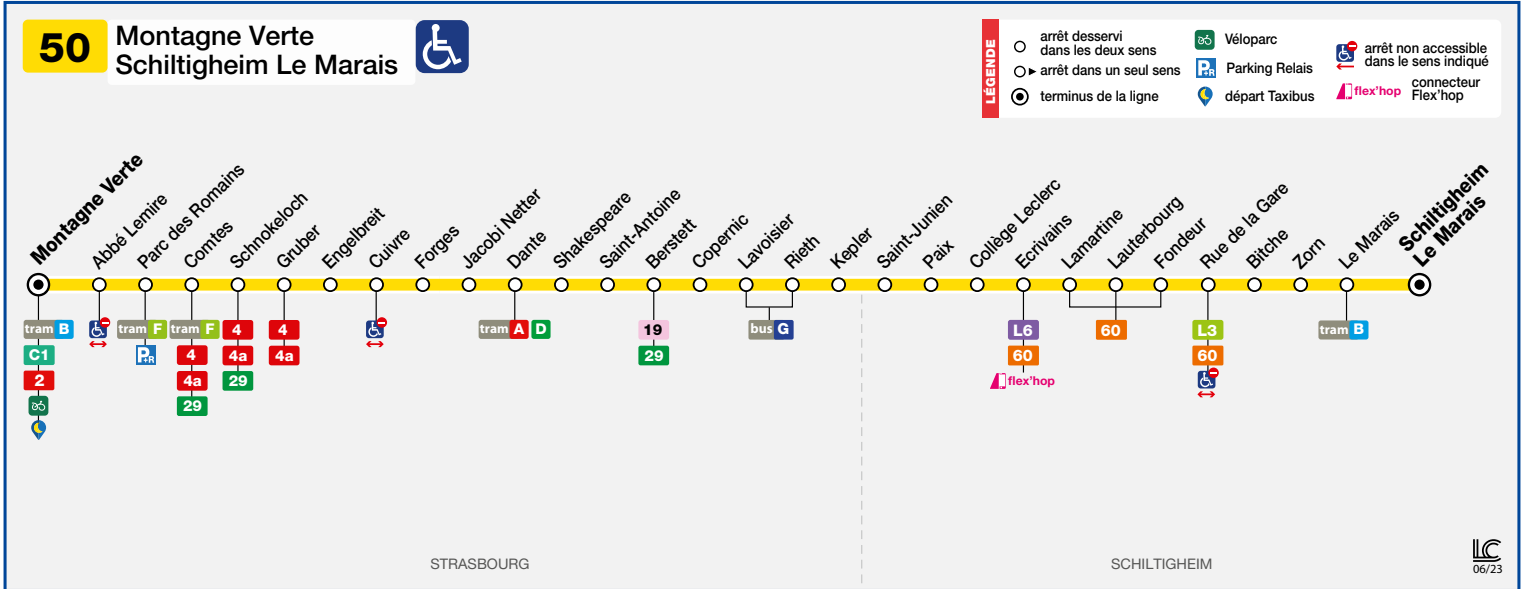 50
Montagne Verte
Schiltigheim Le Marais
LÉGENDE
arrêt desservi
dans les deux sens
arrêt dans un seul sens
terminus de la ligne
Véloparc
P+R
Parking Relais
départ Taxibus
arrêt non accessible
dans le sens indiqué
flex'hop
connecteur
Flex'hop
Montagne Verte
Abbé Lemire
Parc des Romains
Comtes
Schnokeloch
Gruber
Engelbreit
Cuivre
Forges
Jacobi Netter
Dante
Shakespeare
Saint-Antoine
Berstett
Copernic
Lavoisier
Rieth
Kepler
Saint-Junien
Paix
Collège Leclerc
Ecrivains
Lamartine
Lauterbourg
Fondeur
Rue de la Gare
Bitche
Zorn
Le Marais
Schiltigheim
Le Marais
tram B
C1
2
tram F
P+R
tram F
4
4a
29
4
4a
29
4
4a
tram A D
19
29
bus G
L6
60
flex'hop
60
L3
60
tram B
STRASBOURG
SCHILTIGHEIM
LC
06/23